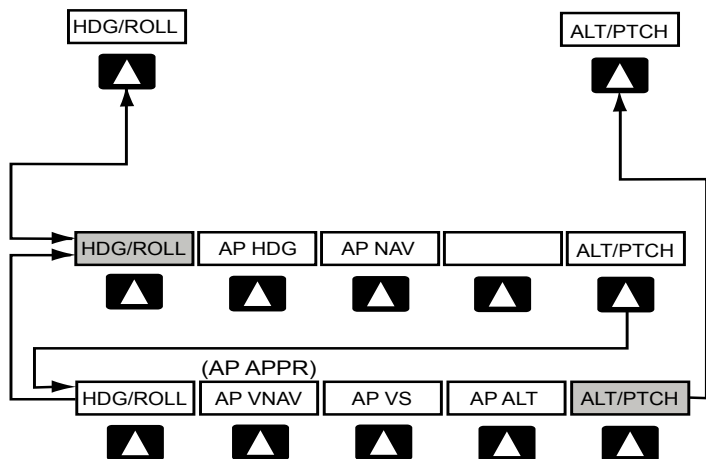 HDG/ROLL ALT/PTCH
HDG/ROLL AP HDG AP NAV ALT/PTCH
(AP APPR)
HDG/ROLL AP VNAV AP VS AP ALT ALT/PTCH